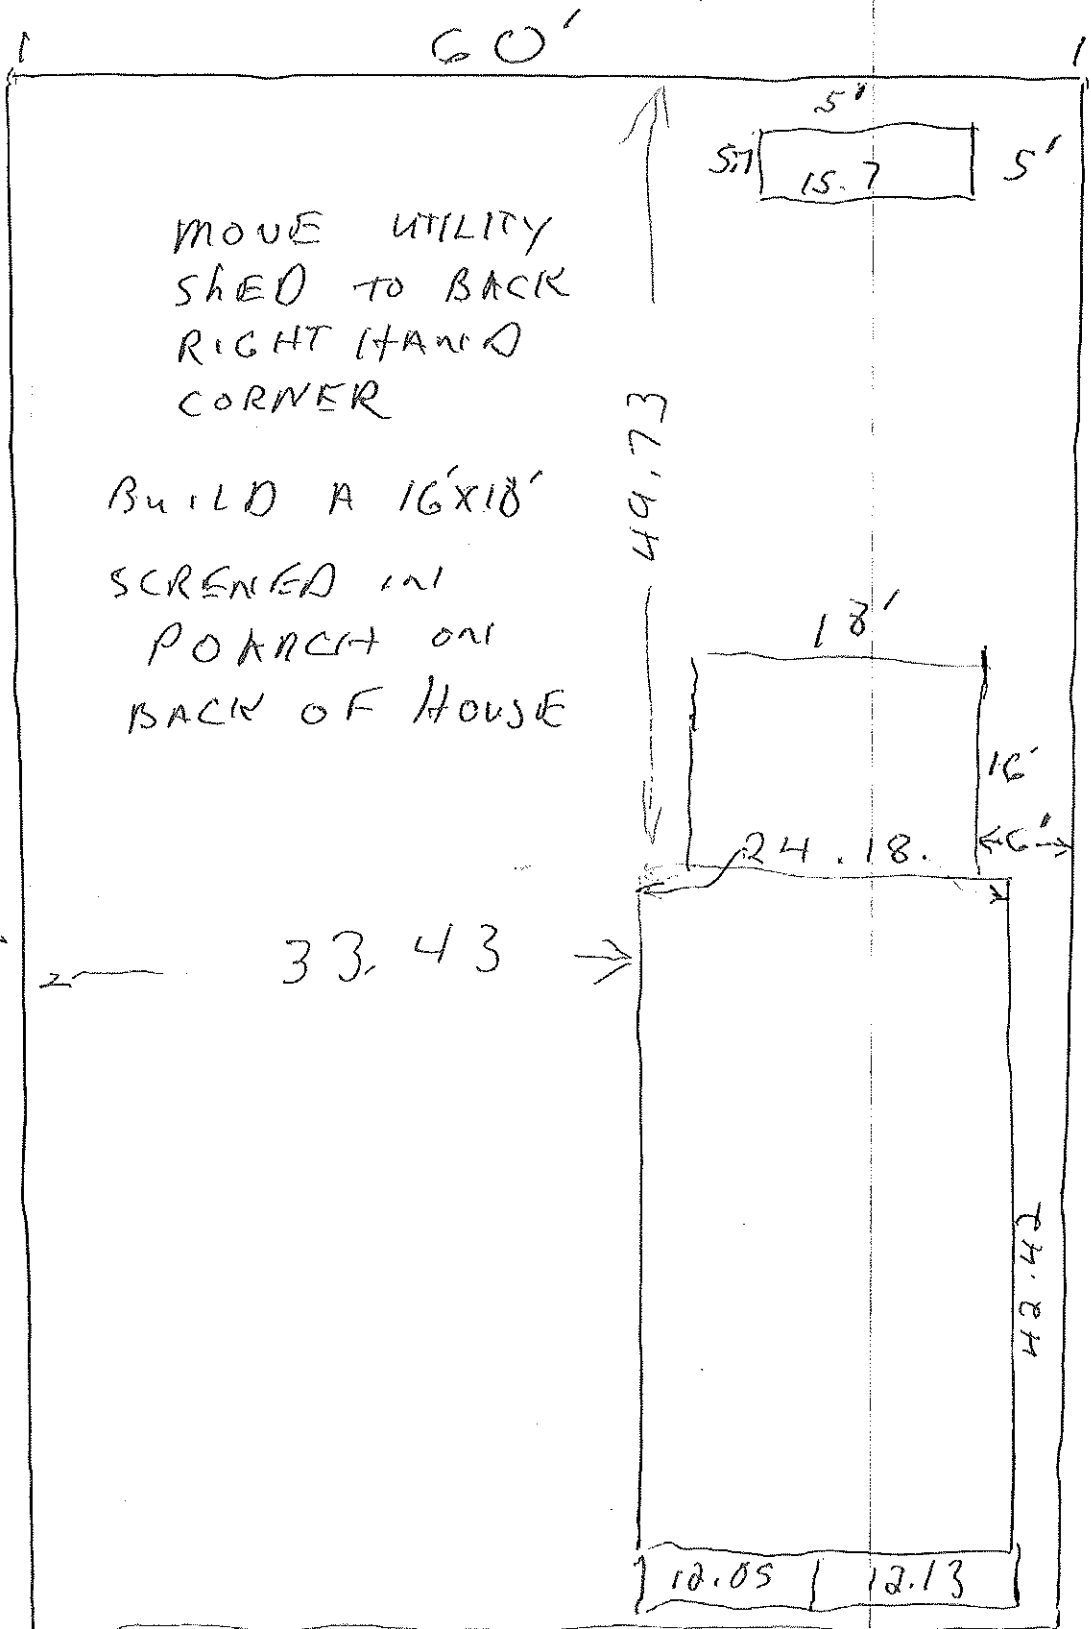 60'
5'
5.7 15.7 5'
MOVE UTILITY
ShED TO BACK
RIGHT HAND
CORNER
49.73
BUILD A 16'X18'
SCRENED IN
POARCH ON
BACK OF HOUSE
18'
16'
24.18.
6'
33.43
42.42
12.05 12.13